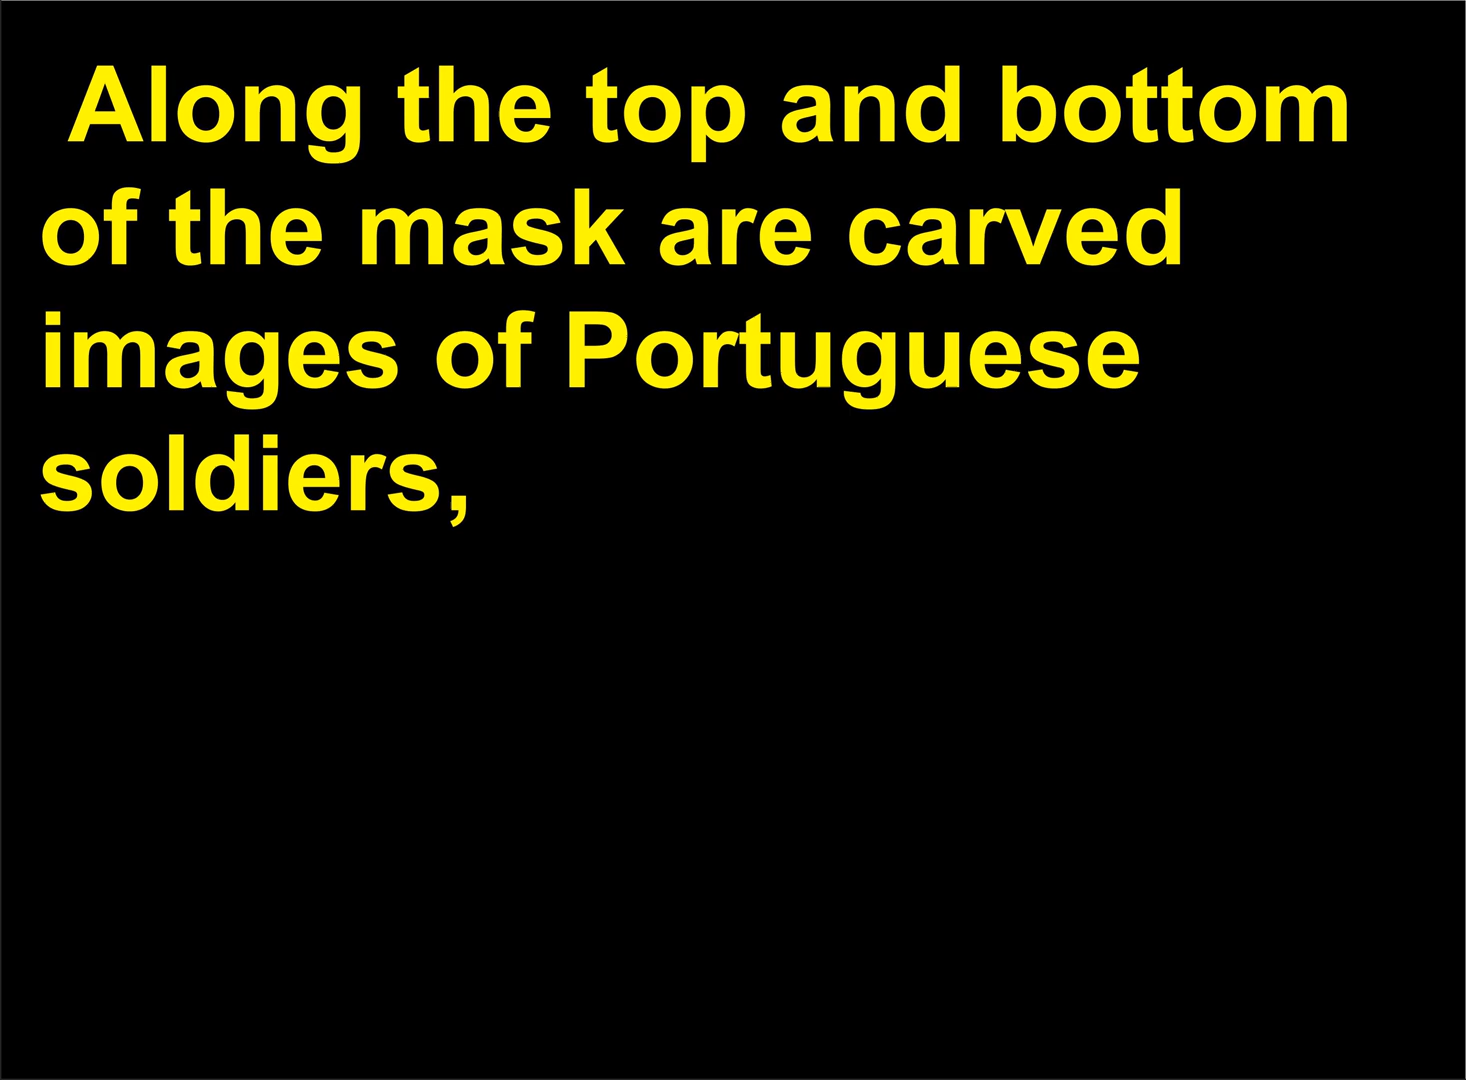 Along the top and bottom
of the mask are carved
images of Portuguese
soldiers,